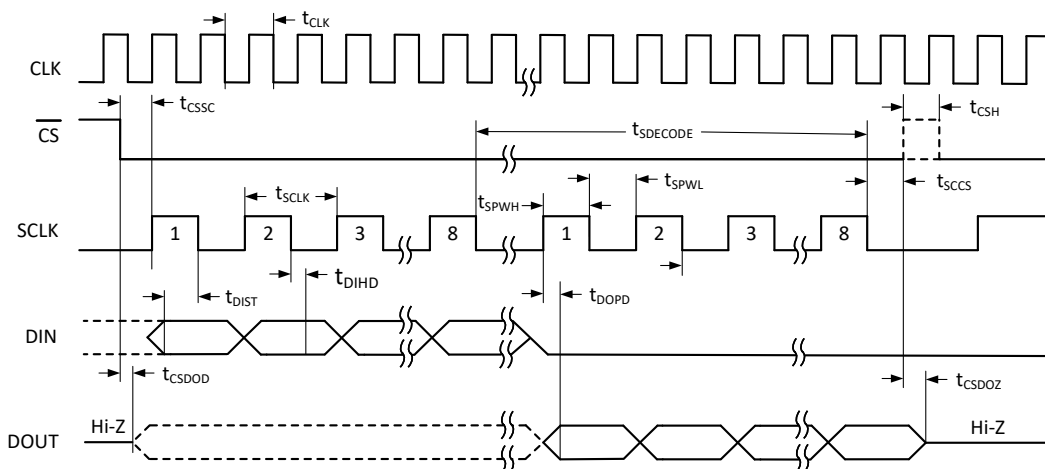 tCLK
CLK
tCSSC
tCSH
CS
tSDECODE
tSCCS
tSCLK
tSPWH
tSPWL
SCLK
1 2 3 8 1 2 3 8
tDIST
tDIHD
tDOPD
DIN
tCSDOD
tCSDOZ
Hi-Z
Hi-Z
DOUT